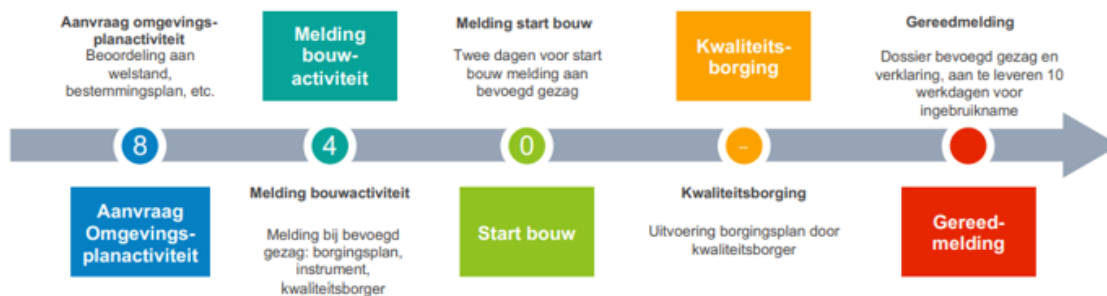 Aanvraag omgevings-
planactiviteit
Beoordeling aan
welstand,
bestemmingsplan, etc.
Melding
bouw-
activiteit
Melding start bouw
Twee dagen voor start
bouw melding aan
bevoegd gezag
Kwaliteits-
borging
Gereedmelding
Dossier bevoegd gezag en
verklaring, aan te leveren 10
werkdagen voor
ingebruikname
8
4
0
--
Aanvraag
Omgevings-
planactiviteit
Melding bouwactiviteit
Melding bij bevoegd
gezag: borgingsplan,
instrument,
kwaliteitsborger
Start bouw
Kwaliteitsborging
Uitvoering borgingsplan door
kwaliteitsborger
Gereed-
melding